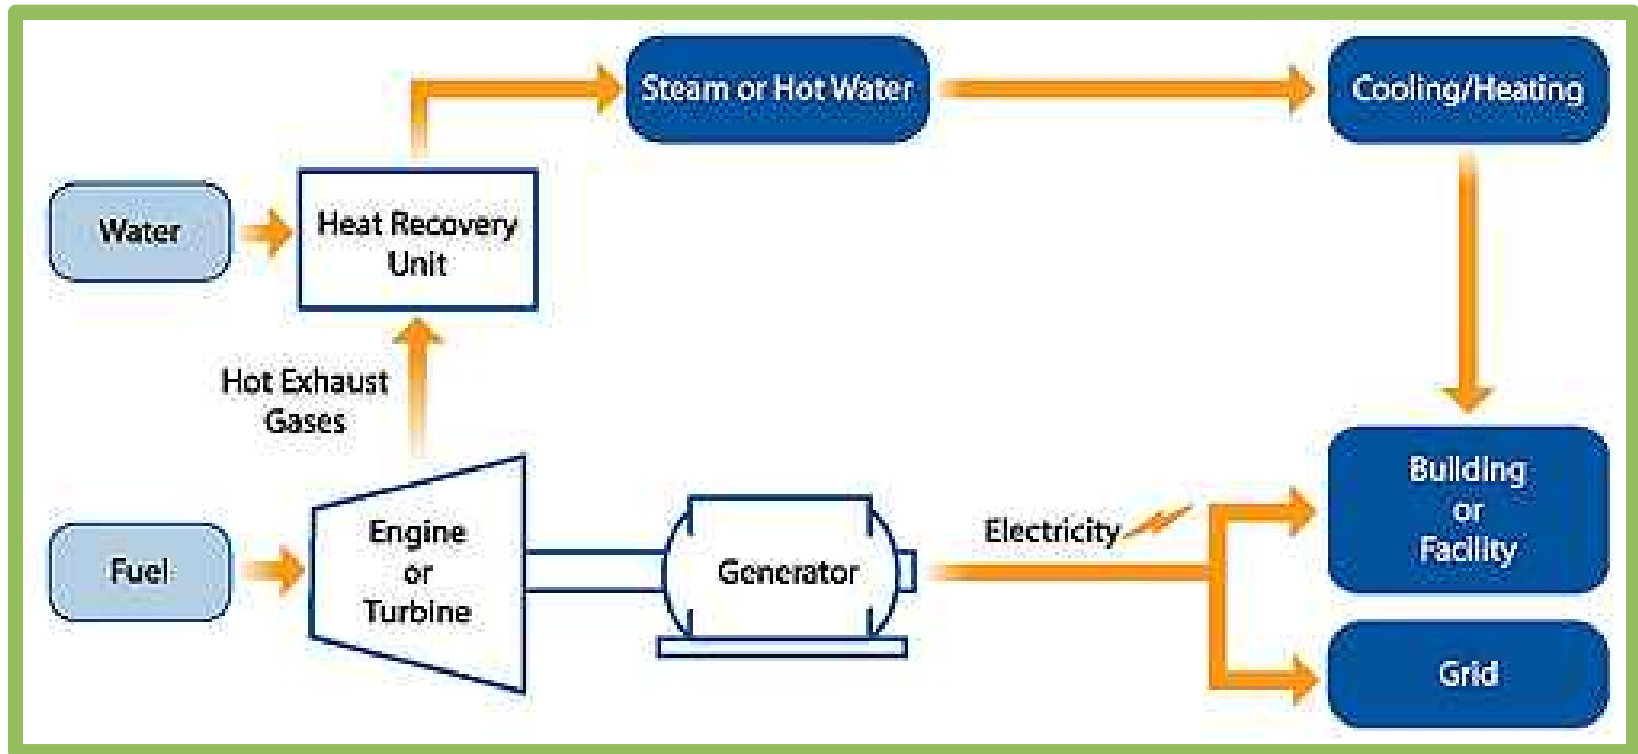 Steam or Hot Water
Cooling/Heating
Water
Heat Recovery
Unit
Hot Exhaust
Gases
Fuel
Engine
or
Turbine
Generator
Electricity
Building
or
Facility
Grid